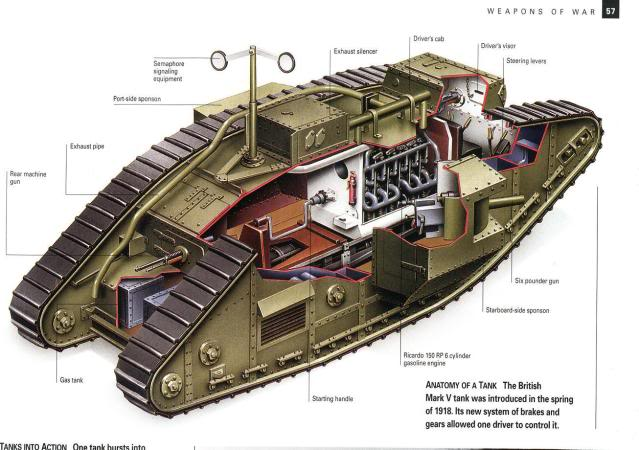 WEAPONS OF WAR 57
Driver's cab
Exhaust silencer
Driver's visor
Semaphore
signaling
equipment
Steering levers
Port-side sponson
Exhaust pipe
Rear machine
gun
Six pounder gun
Starboard-side sponson
Ricardo 150 RP 6 cylinder
gasoline engine
Gas tank
Starting handle
ANATOMY OF A TANK The British
Mark V tank was introduced in the spring
of 1918. Its new system of brakes and
gears allowed one driver to control it.
TANKS INTO ACTION One tank bursts into